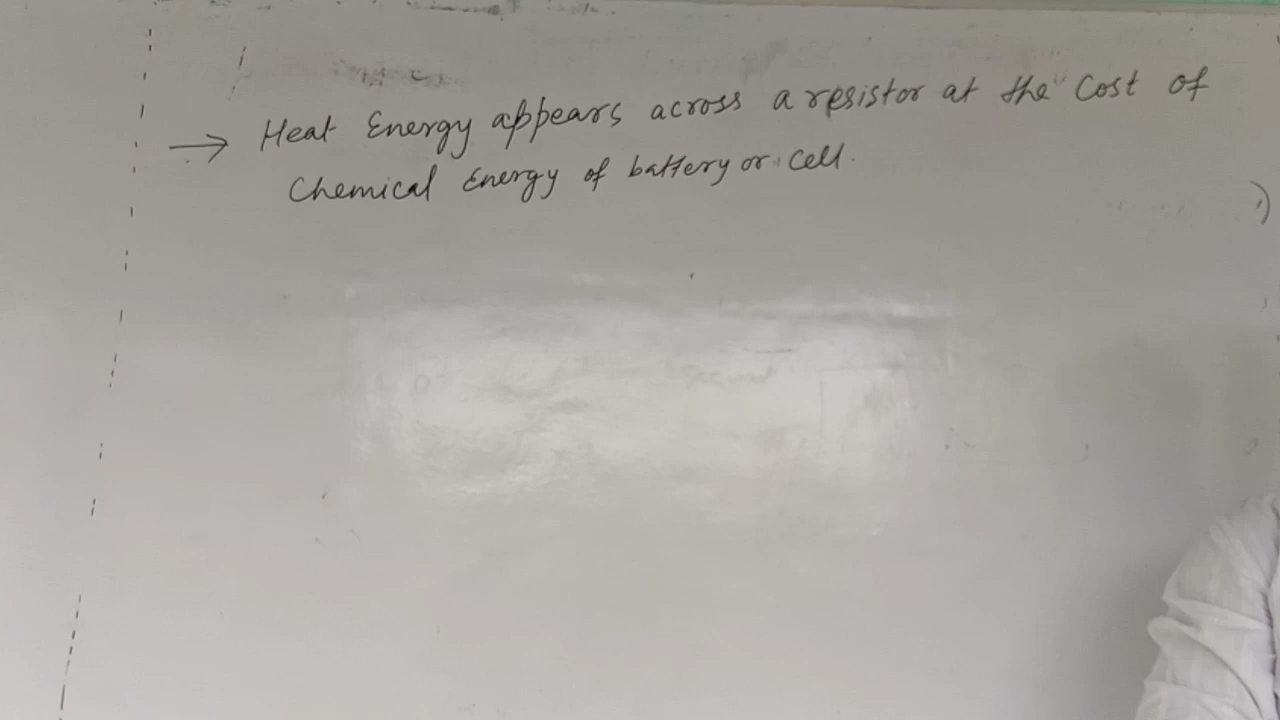 → Heat Energy appears across a resistor at the Cost of
Chemical Energy of battery or cell.